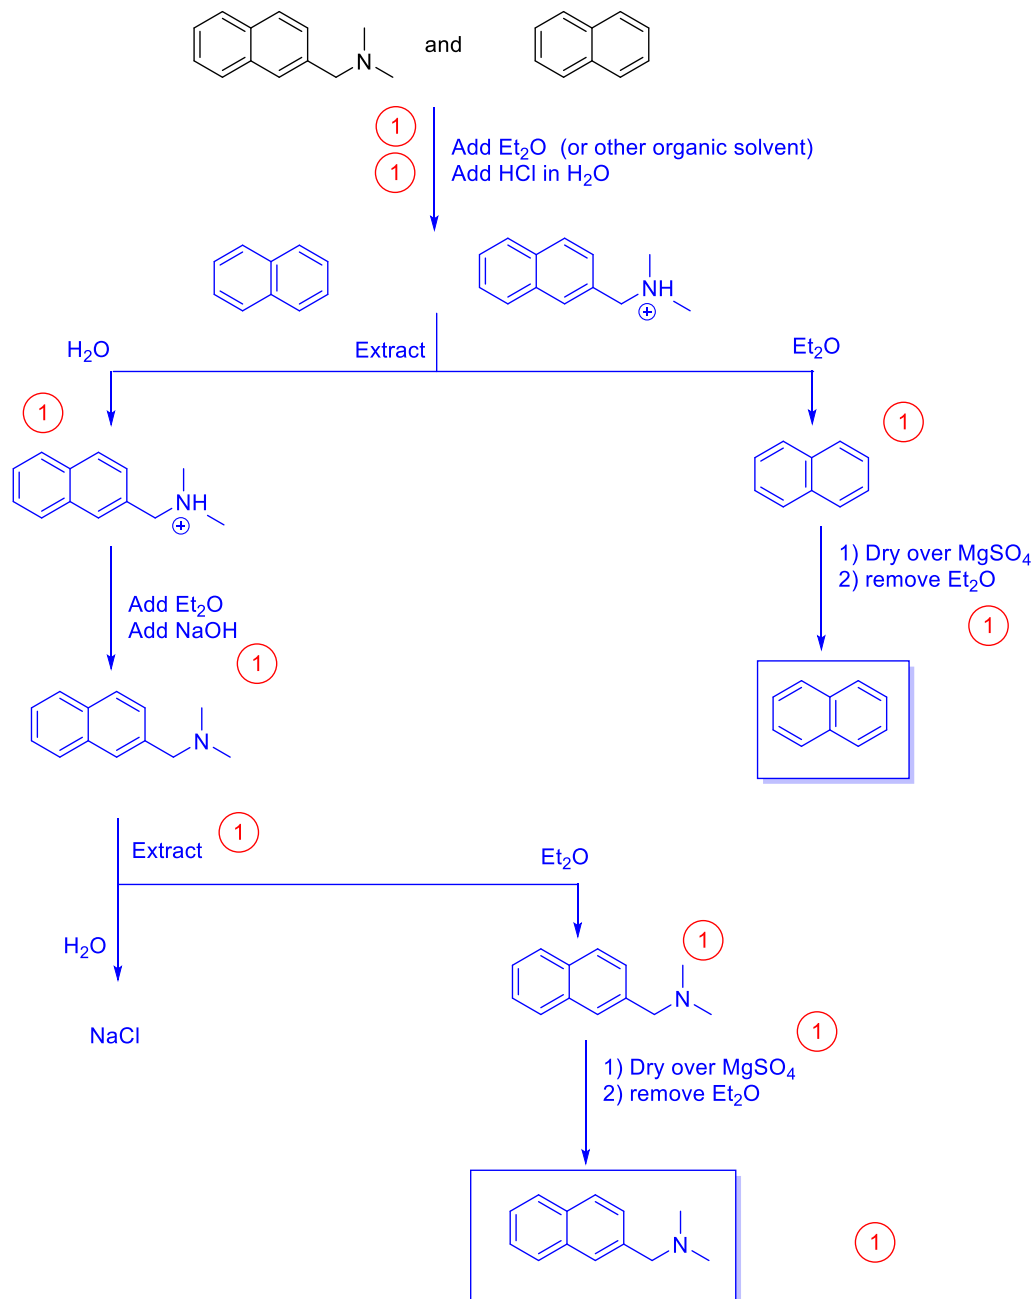 N
and
1
Add Et₂O (or other organic solvent)
1
Add HCl in H₂O
NH
+
H₂O
Extract
Et₂O
1
1
NH
+
1) Dry over MgSO₄
2) remove Et₂O
Add Et₂O
Add NaOH
1
1
N
1
Extract
Et₂O
H₂O
1
N
NaCl
1
1) Dry over MgSO₄
2) remove Et₂O
N
1